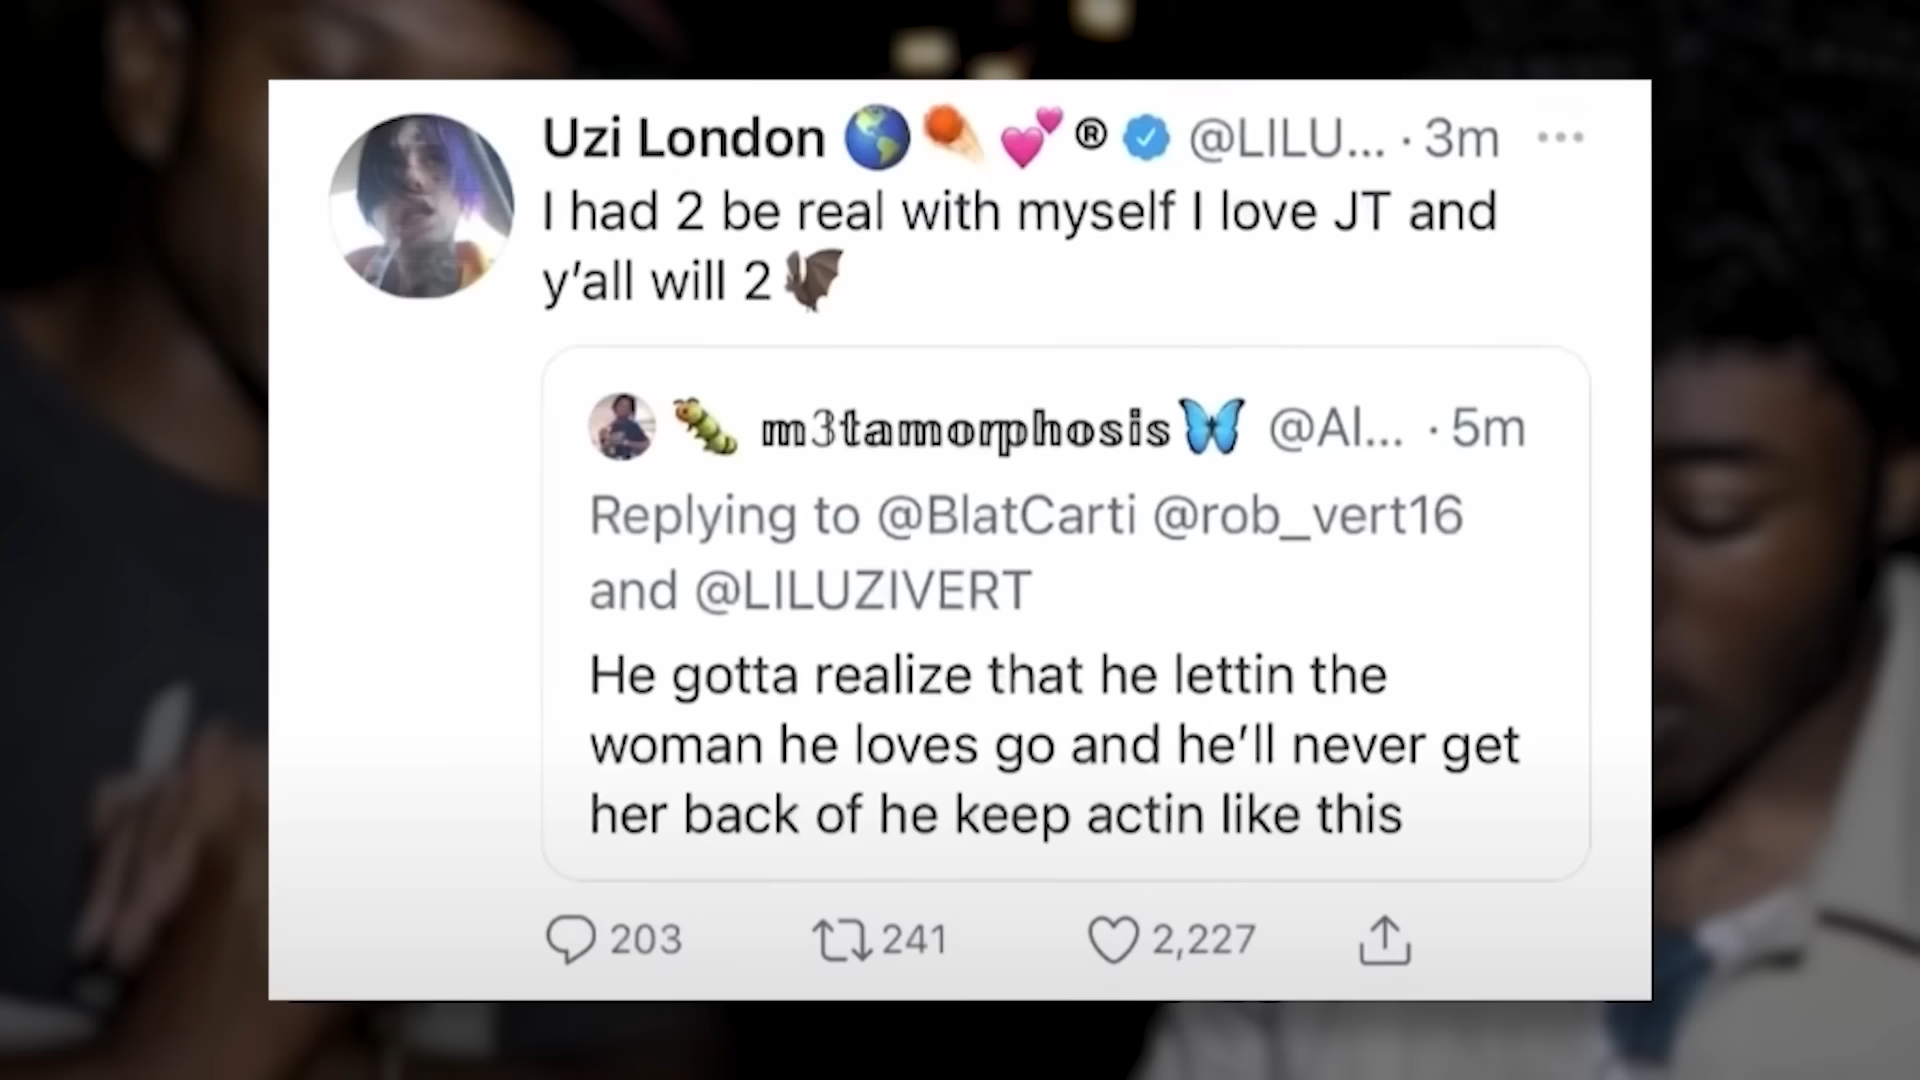 Uzi London 🌎☄️💕® @LILU... · 3m
I had 2 be real with myself I love JT and
y’all will 2🦇
🐛 𝕞𝟛𝕥𝕒𝕞𝕠𝕣𝕡𝕙𝕠𝕤𝕚𝕤🦋 @Al... · 5m
Replying to @BlatCarti @rob_vert16
and @LILUZIVERT
He gotta realize that he lettin the
woman he loves go and he’ll never get
her back of he keep actin like this
203 241 2,227